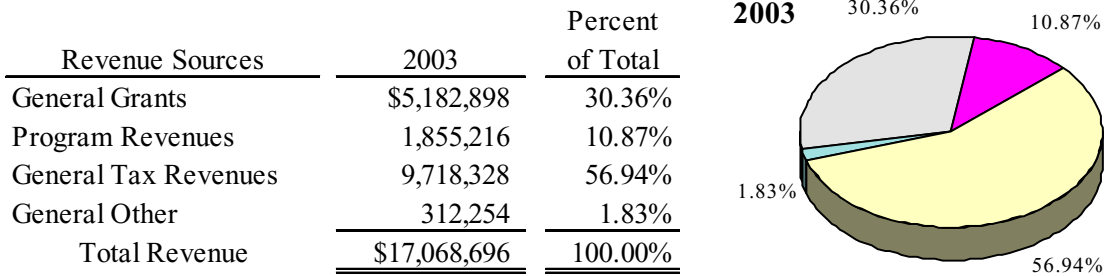 Percent
Revenue Sources 2003 of Total
General Grants $5,182,898 30.36%
Program Revenues 1,855,216 10.87%
General Tax Revenues 9,718,328 56.94%
General Other 312,254 1.83%
Total Revenue $17,068,696 100.00%
2003
30.36%
10.87%
1.83%
56.94%